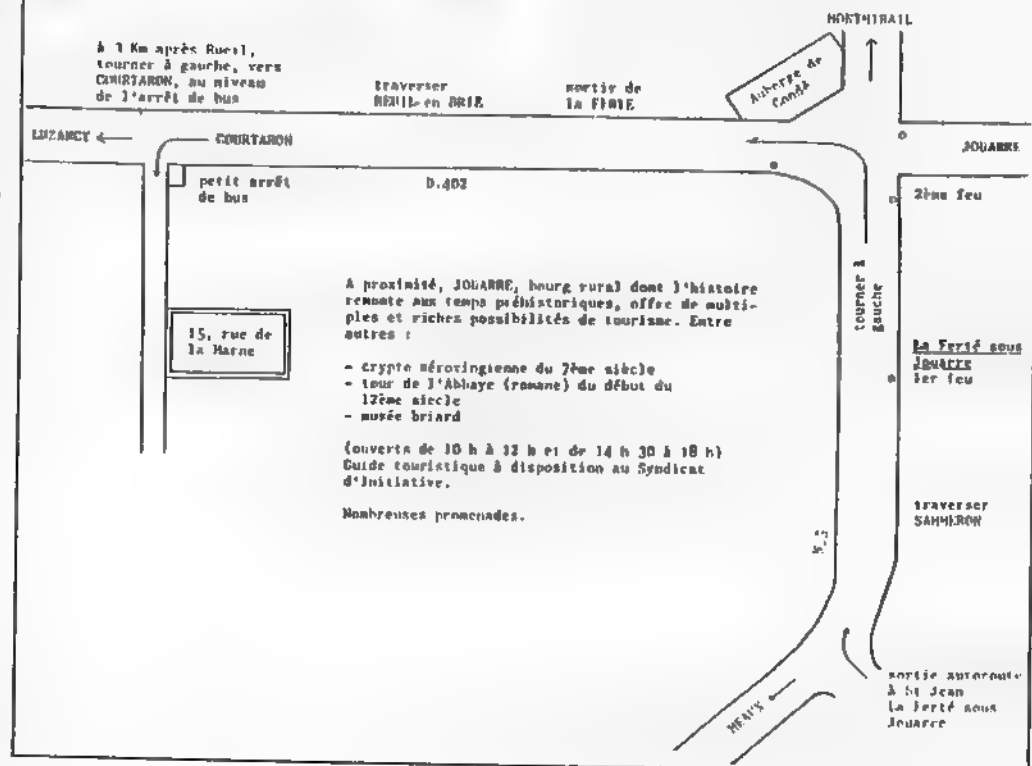 MONTMIRAIL
à 3 Km après Rueil,
tourner à gauche, vers
COURTARON, au niveau
de l'arrêt de bus
traverser
REUIL-en BRIE
sortir de
la FERTE
Auberge de
Condé
LUZANCY
COURTARON
JOUARRE
petit arrêt
de bus
D.402
2ème feu
tourner à
gauche
A proximité, JOUARRE, bourg rural dont l'histoire
remonte aux temps préhistoriques, offre de multi-
ples et riches possibilités de tourisme. Entre
autres :
15, rue de
la Marne
La Ferté sous
Jouarre
1er feu
- crypte mérovingienne du 7ème siècle
- tour de l'Abbaye (romane) du début du
12ème siecle
- musée briard
(ouverts de 10 h à 12 h et de 14 h 30 à 18 h)
Guide touristique à disposition au Syndicat
d'Initiative.
Nombreuses promenades.
traverser
SAMMERON
N.3
sortie autoroute
à St Jean
La Ferté sous
Jouarre
MEAUX